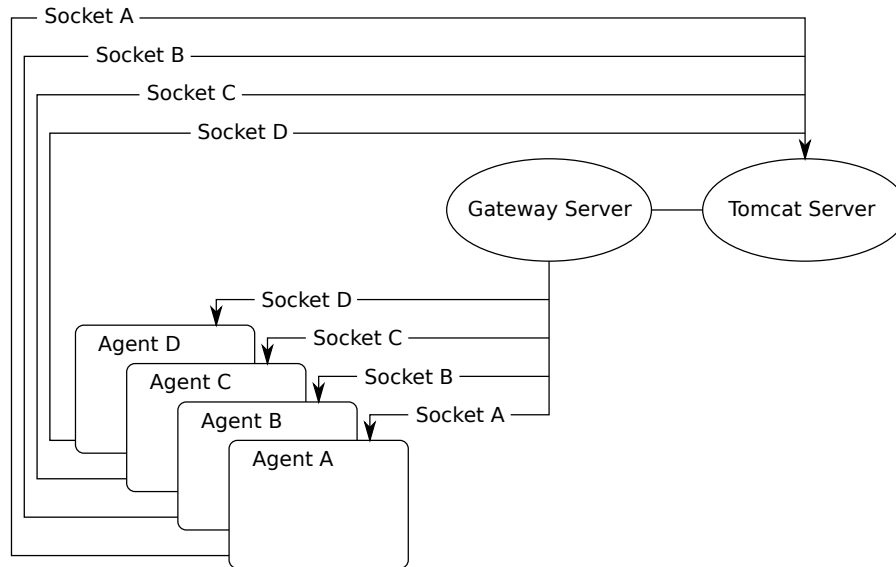 Socket A
Socket B
Socket C
Socket D
Gateway Server
Tomcat Server
Socket D
Socket C
Socket B
Socket A
Agent D
Agent C
Agent B
Agent A